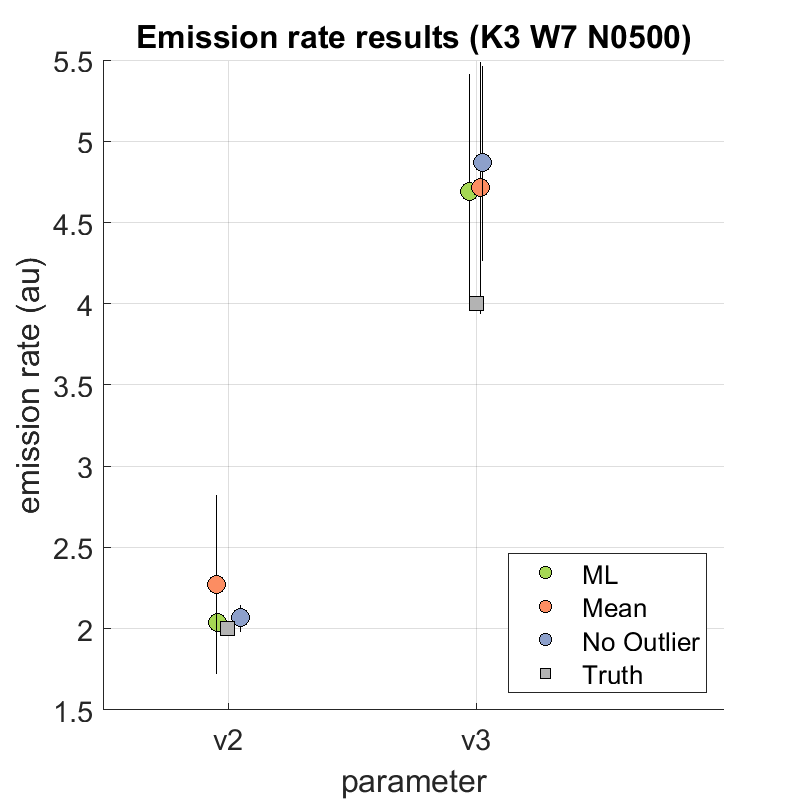 Emission rate results (K3 W7 N0500)
5.5
5
4.5
4
3.5
3
2.5
2
1.5
emission rate (au)
v2
v3
parameter
ML
Mean
No Outlier
Truth